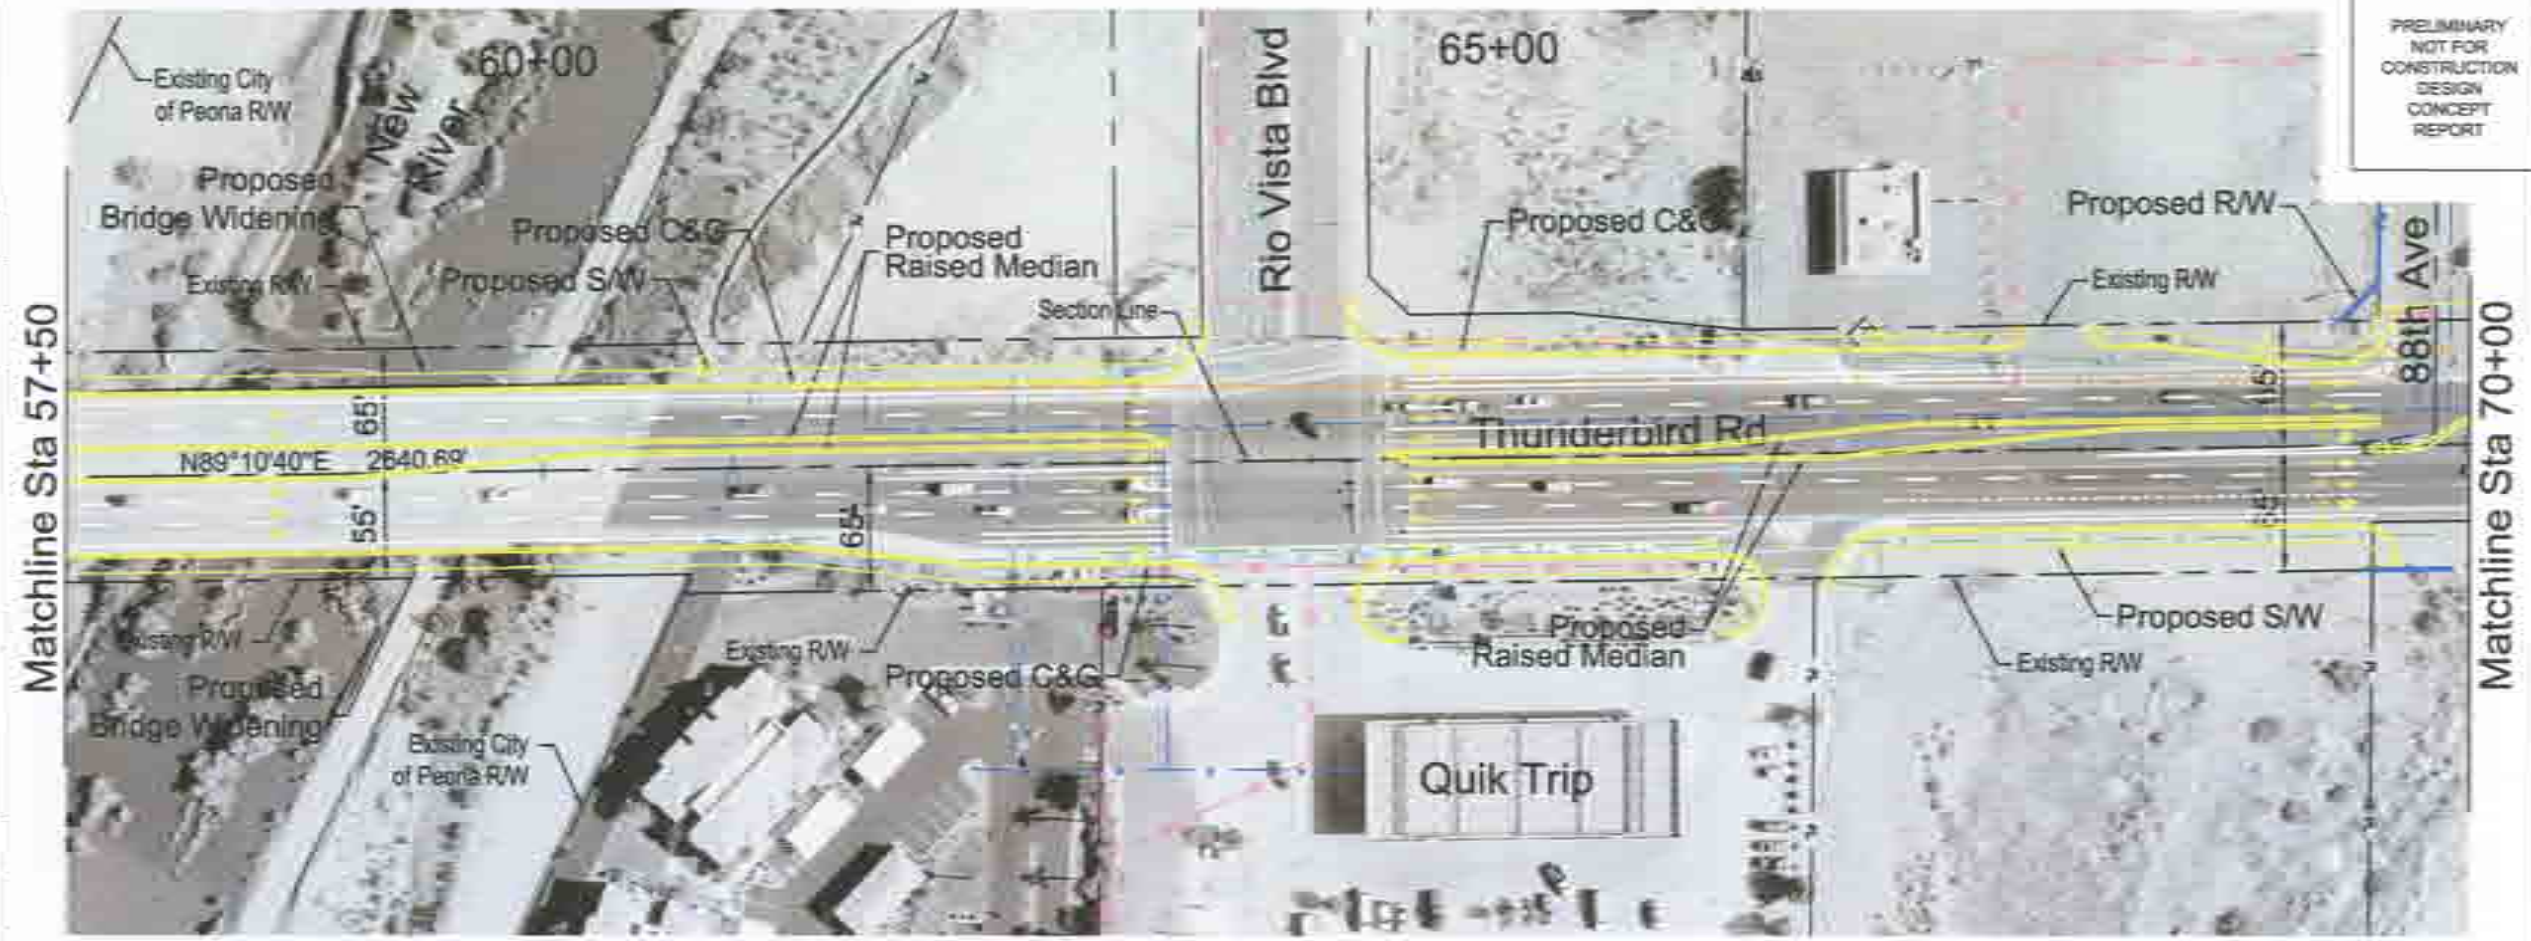 PRELIMINARY
NOT FOR
CONSTRUCTION
DESIGN
CONCEPT
REPORT
Existing City
of Peoria R/W
New
River
60+00
65+00
Rio Vista Blvd
Proposed
Bridge Widening
Existing R/W
Proposed C&G
Proposed S/W
Proposed
Raised Median
Section Line
Proposed C&G
Proposed R/W
Existing R/W
88th Ave
Matchline Sta 57+50
Matchline Sta 70+00
65'
N89°10'40"E 2640.69'
55'
65'
Thunderbird Rd
Existing R/W
Proposed
Bridge Widening
Existing City
of Peoria R/W
Existing R/W
Proposed C&G
Proposed
Raised Median
Quik Trip
Proposed S/W
Existing R/W